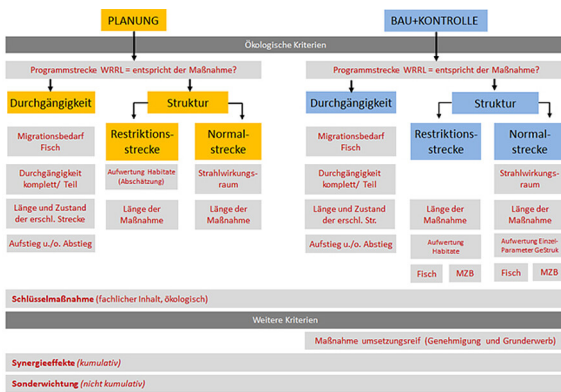 PLANUNG
BAU+KONTROLLE
Ökologische Kriterien
Programmstrecke WRRL = entspricht der Maßnahme?
Durchgängigkeit
Struktur
Restriktions-
strecke
Normal-
strecke
Migrationsbedarf
Fisch
Durchgängigkeit
komplett/ Teil
Länge und Zustand
der erschl. Strecke
Aufstieg u./o. Abstieg
Aufwertung Habitate
(Abschätzung)
Länge der
Maßnahme
Strahlwirkungs-
raum
Länge der
Maßnahme
Programmstrecke WRRL = entspricht der Maßnahme?
Durchgängigkeit
Struktur
Restriktions-
strecke
Normal-
strecke
Migrationsbedarf
Fisch
Durchgängigkeit
komplett/ Teil
Länge und Zustand
der erschl. Str.
Aufstieg u./o. Abstieg
Länge der
Maßnahme
Aufwertung
Habitate
Fisch
MZB
Strahlwirkungs-
raum
Länge der
Maßnahme
Aufwertung Einzel-
Parameter GeStruk
Fisch
MZB
Schlüsselmaßnahme (fachlicher Inhalt, ökologisch)
Weitere Kriterien
Maßnahme umsetzungsreif (Genehmigung und Grunderwerb)
Synergieeffekte (kumulativ)
Sonderwichtung (nicht kumulativ)